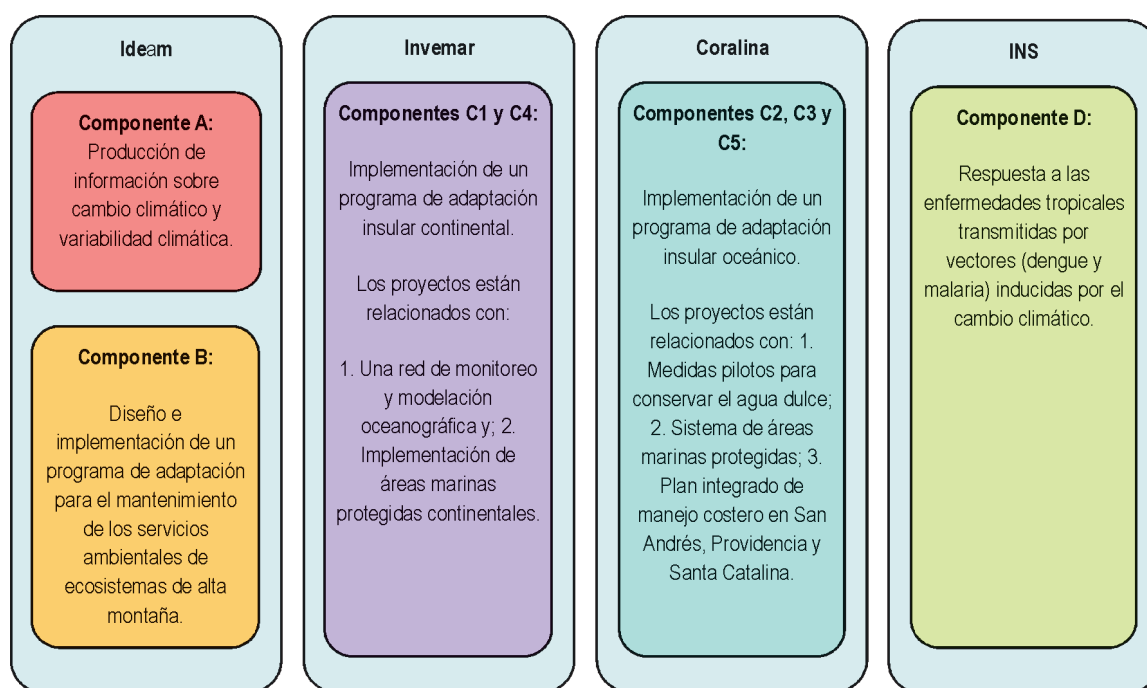 Ideam
Componente A:
Producción de
información sobre
cambio climático y
variabilidad climática.
Componente B:
Diseño e
implementación de un
programa de adaptación
para el mantenimiento
de los servicios
ambientales de
ecosistemas de alta
montaña.
Invemar
Componentes C1 y C4:
Implementación de un
programa de adaptación
insular continental.
Los proyectos están
relacionados con:
1. Una red de monitoreo
y modelación
oceanográfica y; 2.
Implementación de
áreas marinas
protegidas continentales.
Coralina
Componentes C2, C3 y
C5:
Implementación de un
programa de adaptación
insular oceánico.
Los proyectos están
relacionados con: 1.
Medidas pilotos para
conservar el agua dulce;
2. Sistema de áreas
marinas protegidas; 3.
Plan integrado de
manejo costero en San
Andrés, Providencia y
Santa Catalina.
INS
Componente D:
Respuesta a las
enfermedades tropicales
transmitidas por
vectores (dengue y
malaria) inducidas por el
cambio climático.